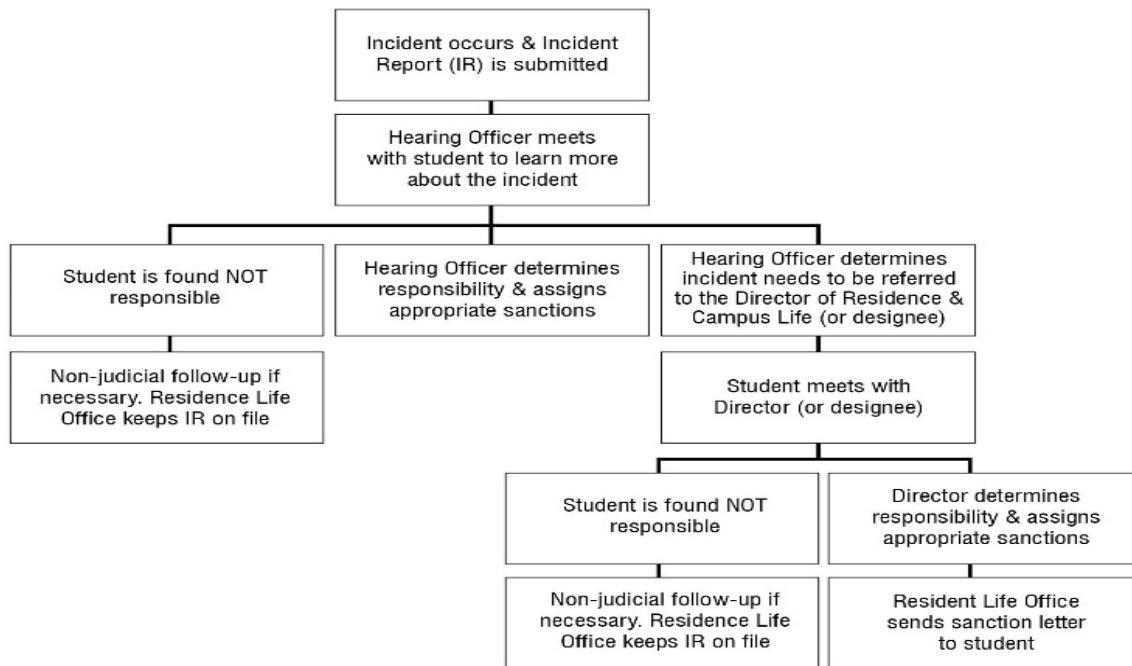 Incident occurs & Incident
Report (IR) is submitted
Hearing Officer meets
with student to learn more
about the incident
Student is found NOT
responsible
Hearing Officer determines
responsibility & assigns
appropriate sanctions
Hearing Officer determines
incident needs to be referred
to the Director of Residence &
Campus Life (or designee)
Non-judicial follow-up if
necessary. Residence Life
Office keeps IR on file
Student meets with
Director (or designee)
Student is found NOT
responsible
Director determines
responsibility & assigns
appropriate sanctions
Non-judicial follow-up if
necessary. Residence Life
Office keeps IR on file
Resident Life Office
sends sanction letter
to student